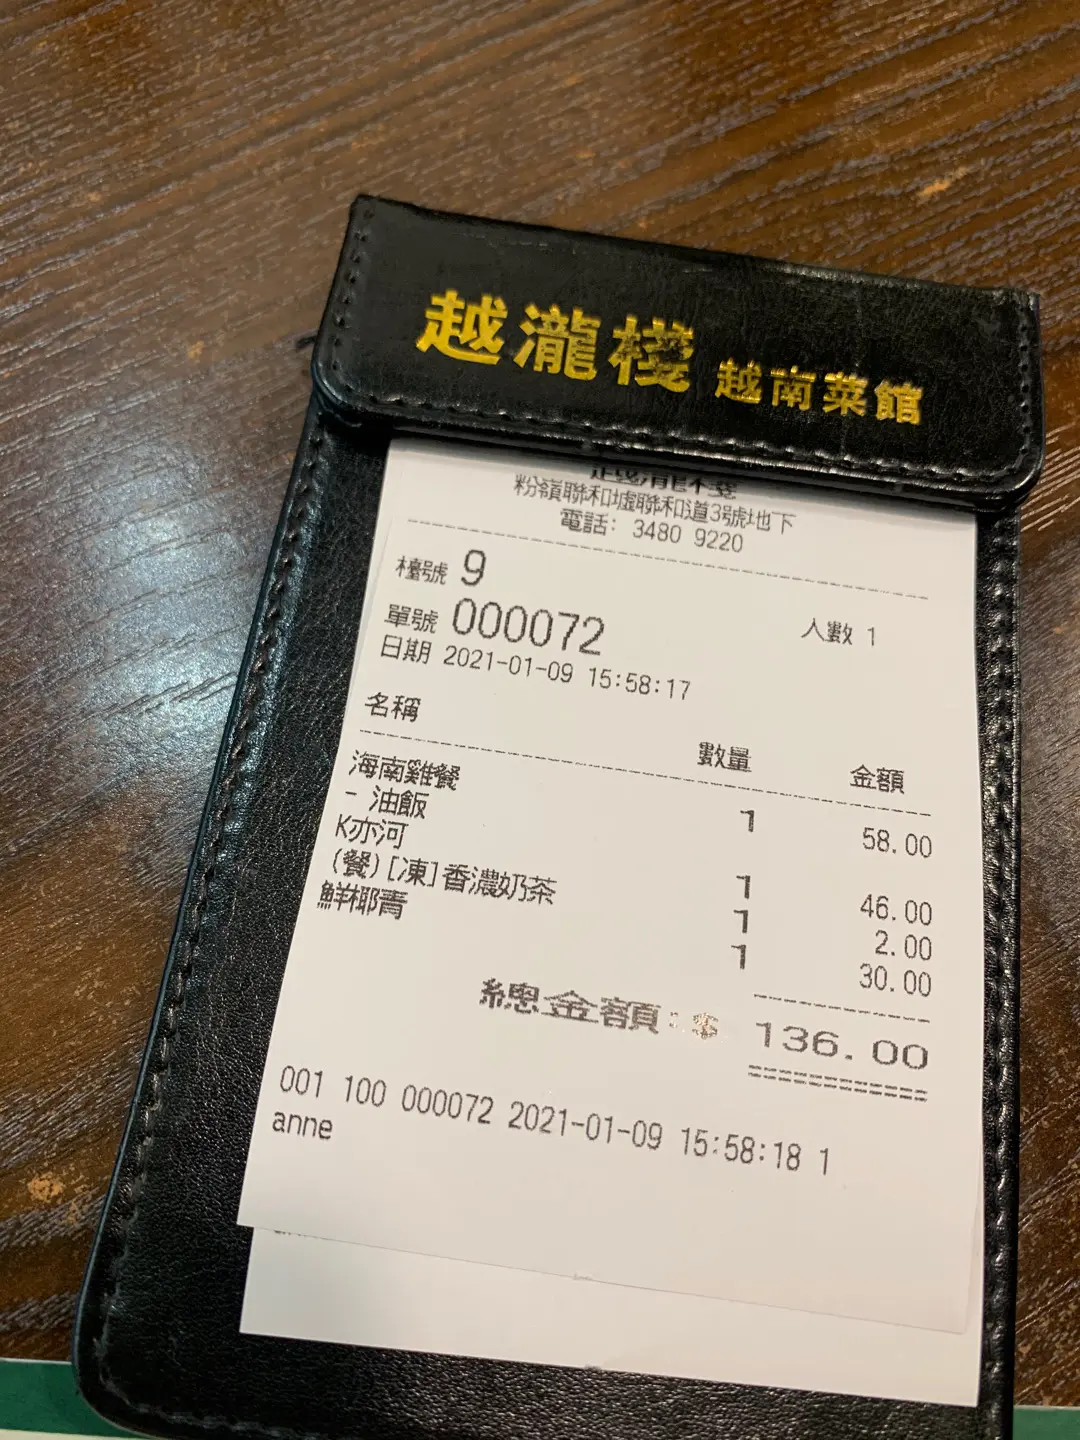 越瀧棧 越南菜館
越瀧棧
粉嶺聯和墟聯和道3號地下
電話: 3480 9220
檯號 9 人數 1
單號 000072
日期 2021-01-09 15:58:17
名稱 數量 金額
海南雞餐 1 58.00
- 油飯
K亦河 1 46.00
(餐)[凍]香濃奶茶 1 2.00
鮮椰青 1 30.00
總金額:$ 136.00
001 100 000072 2021-01-09 15:58:18 1
anne